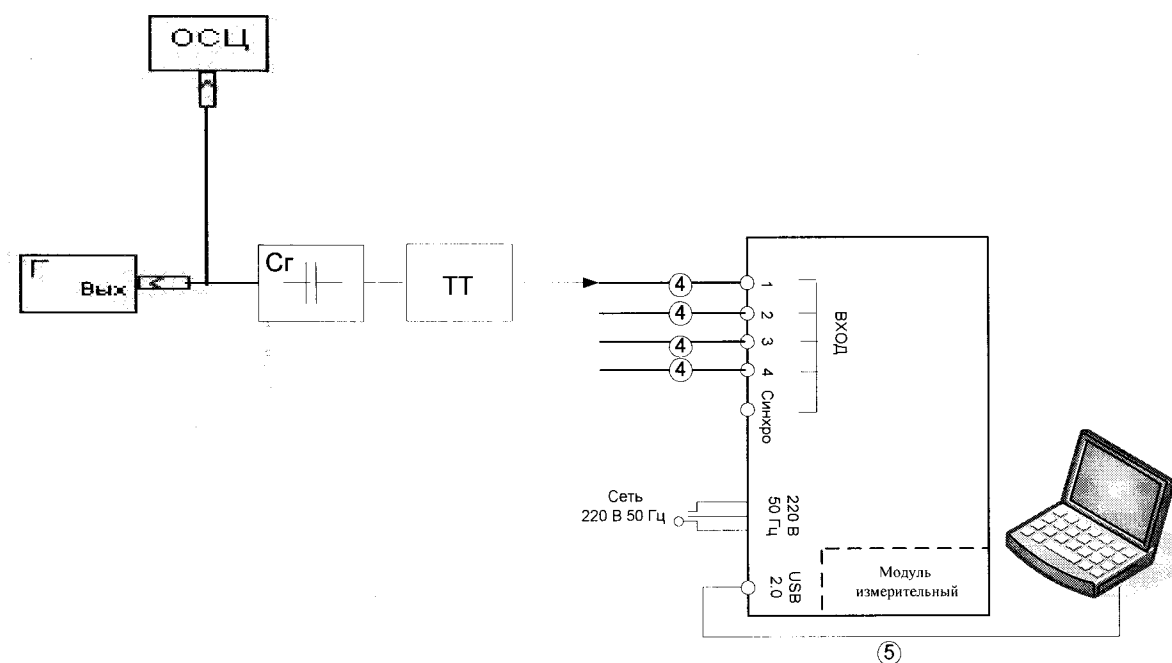 ОСЦ
Г
Вых
Cг
ТТ
4
4
4
4
1
2
3
4
Синхро
ВХОД
Сеть
220 В 50 Гц
220 В
50 Гц
USB
2.0
Модуль
измерительный
5